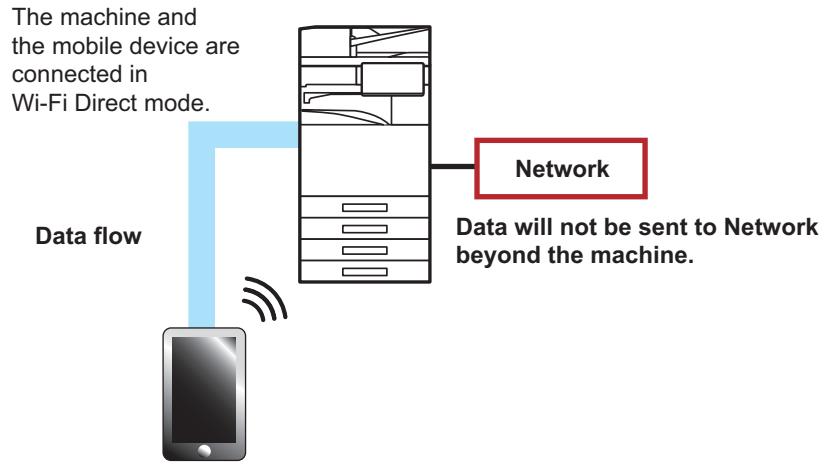 The machine and
the mobile device are
connected in
Wi-Fi Direct mode.
Network
Data flow
Data will not be sent to Network
beyond the machine.